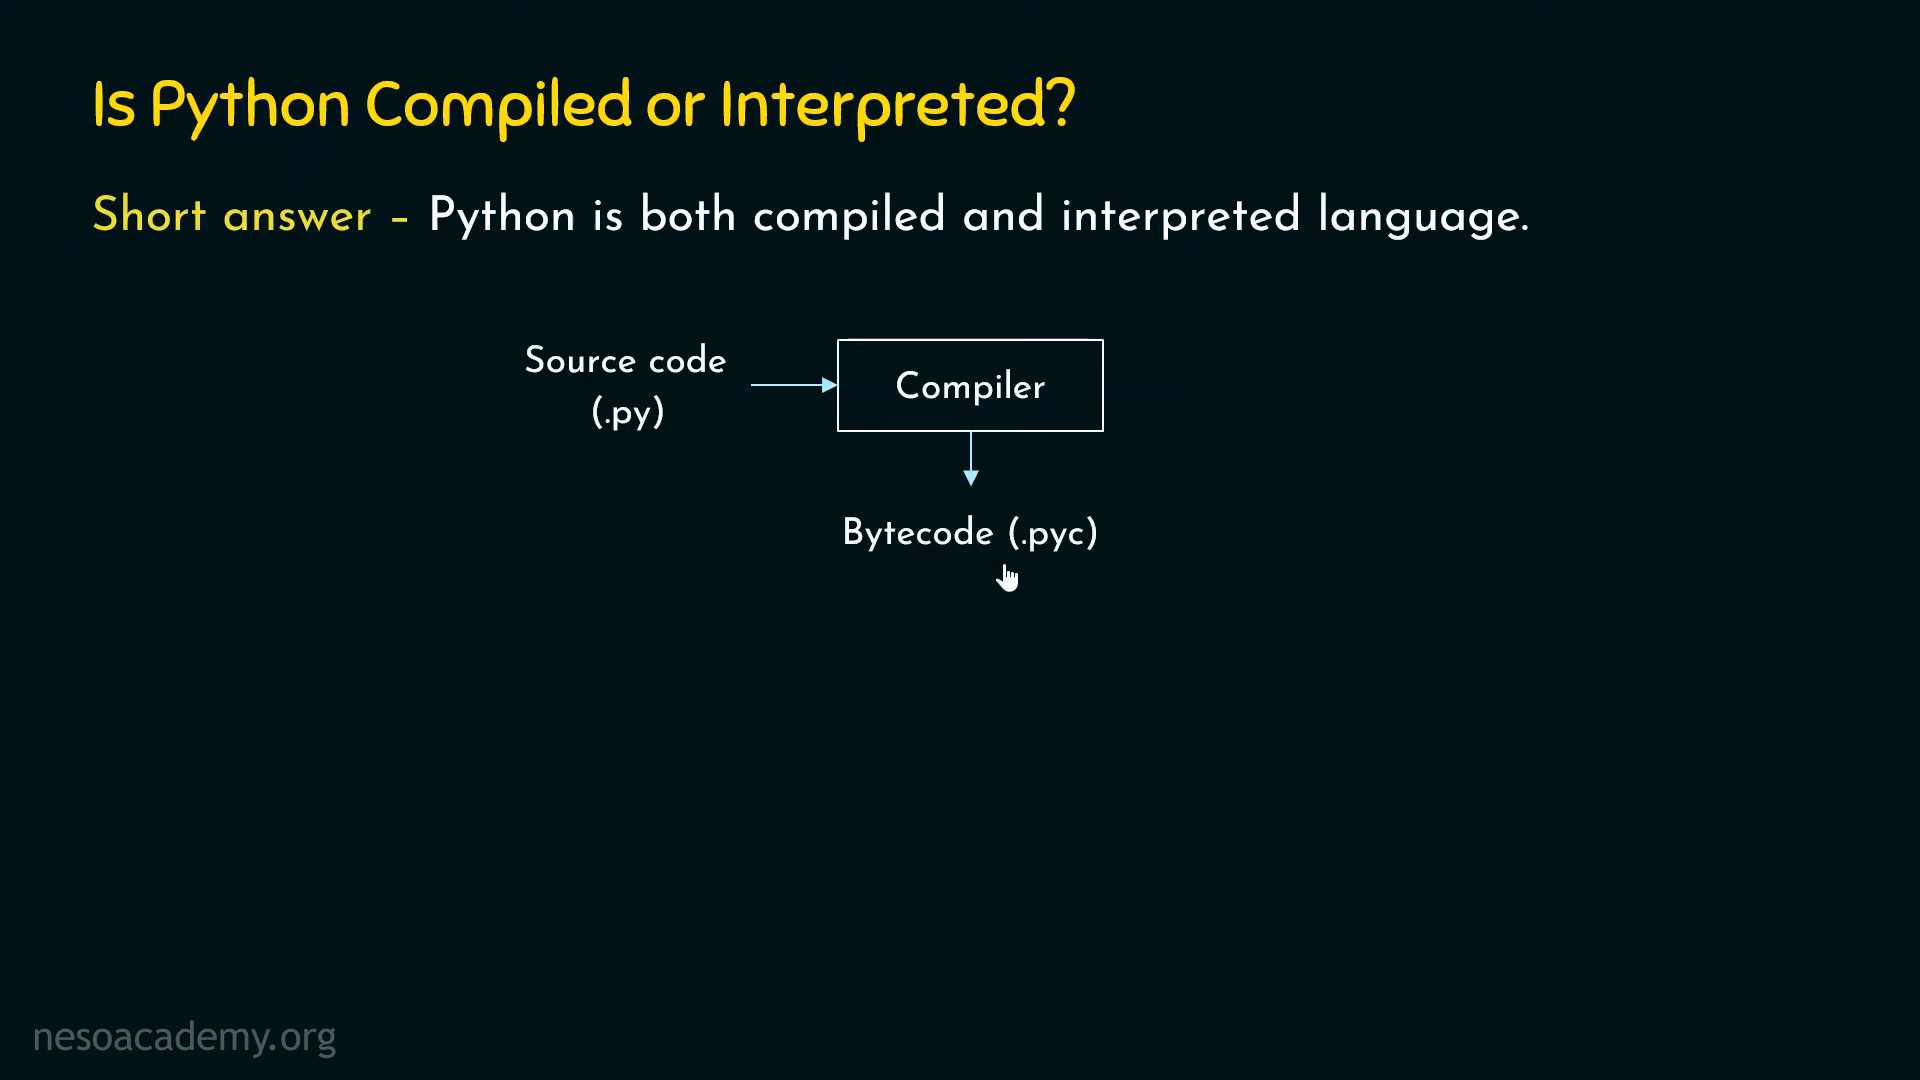 Is Python Compiled or Interpreted?
Short answer – Python is both compiled and interpreted language.
Source code
(.py)
Compiler
Bytecode (.pyc)
nesoacademy.org